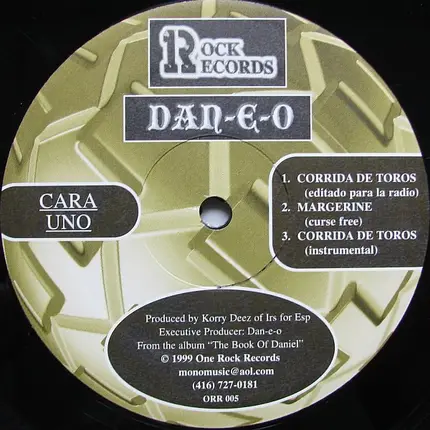 1ROCK
RECORDS
DAN-E-O
CARA
UNO
1. CORRIDA DE TOROS
(editado para la radio)
2. MARGERINE
(curse free)
3. CORRIDA DE TOROS
(instrumental)
Produced by Korry Deez of Irs for Esp
Executive Producer: Dan-e-o
From the album “The Book Of Daniel”
© 1999 One Rock Records
monomusic@aol.com
(416) 727-0181
ORR 005